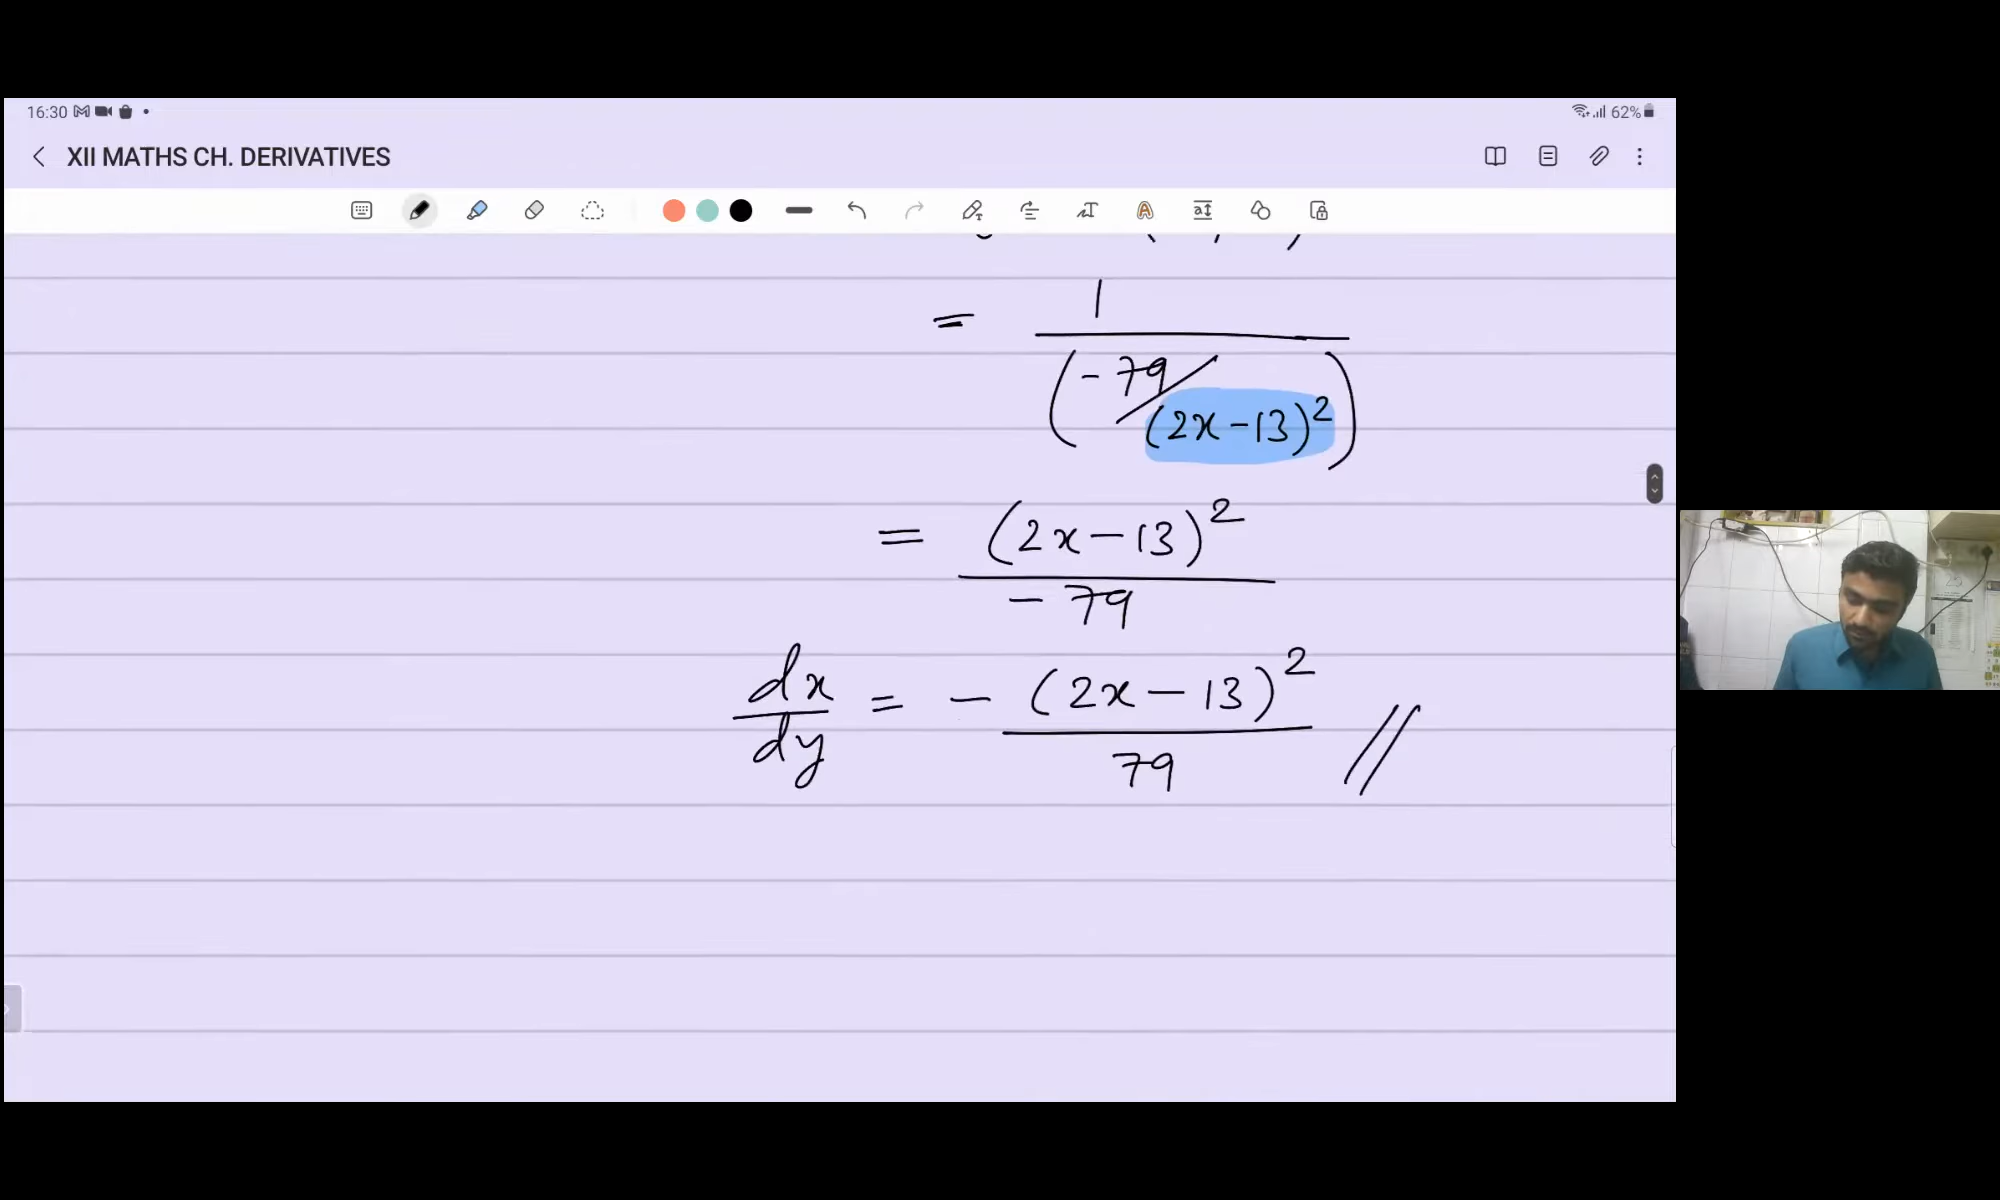 16:30
62%
XII MATHS CH. DERIVATIVES
= 1 / (-79/(2x-13)²)
= (2x-13)² / -79
dx/dy = - (2x-13)² / 79 //